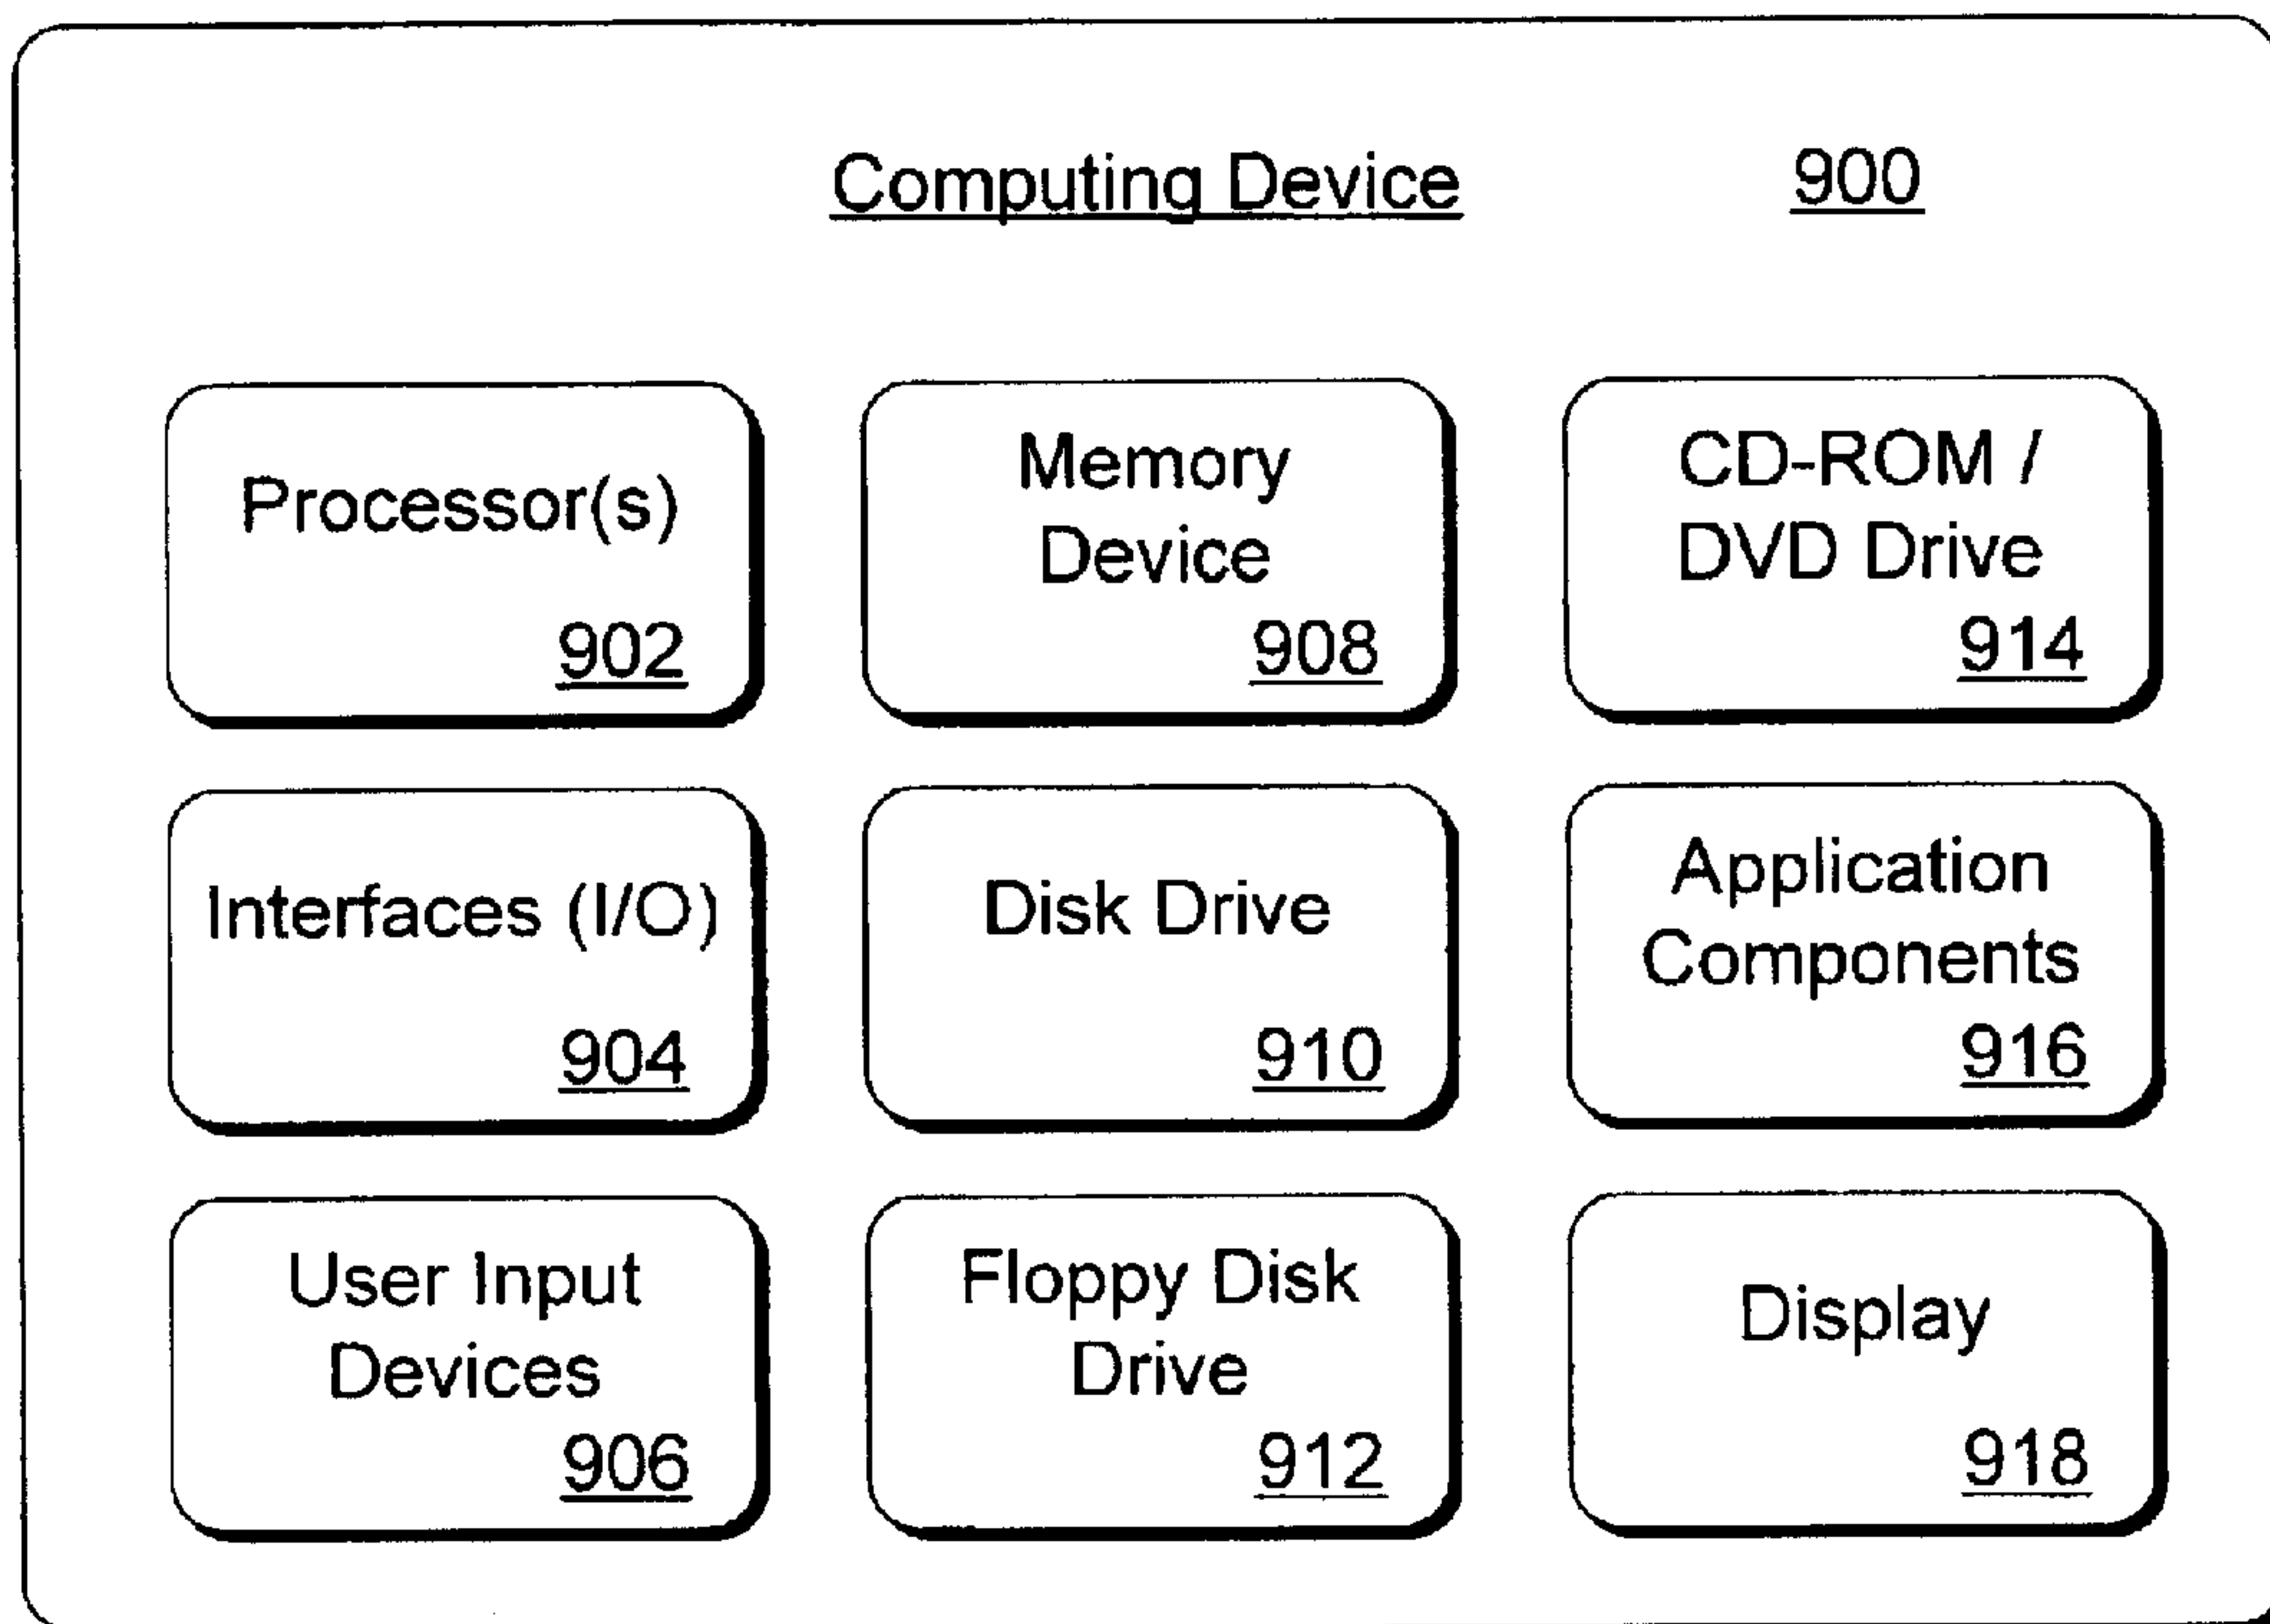 Computing Device 900
Processor(s)
902
Memory
Device
908
CD-ROM /
DVD Drive
914
Interfaces (I/O)
904
Disk Drive
910
Application
Components
916
User Input
Devices
906
Floppy Disk
Drive
912
Display
918